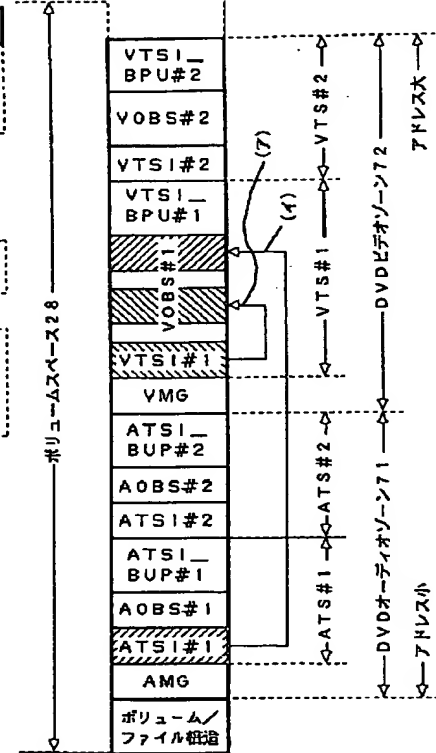 VTSI_
BPU#2
VOBS#2
VTSI#2
VTSI_
BPU#1
VOBS#1
VTSI#1
VMG
ATSI_
BUP#2
AOBS#2
ATSI#2
ATSI_
BUP#1
AOBS#1
ATSI#1
AMG
ボリューム/
ファイル構造
ボリュームスペース28
(ア)
(イ)
VTS#2
VTS#1
ATS#2
ATS#1
DVDビデオゾーン72
DVDオーディオゾーン71
アドレス大
アドレス小